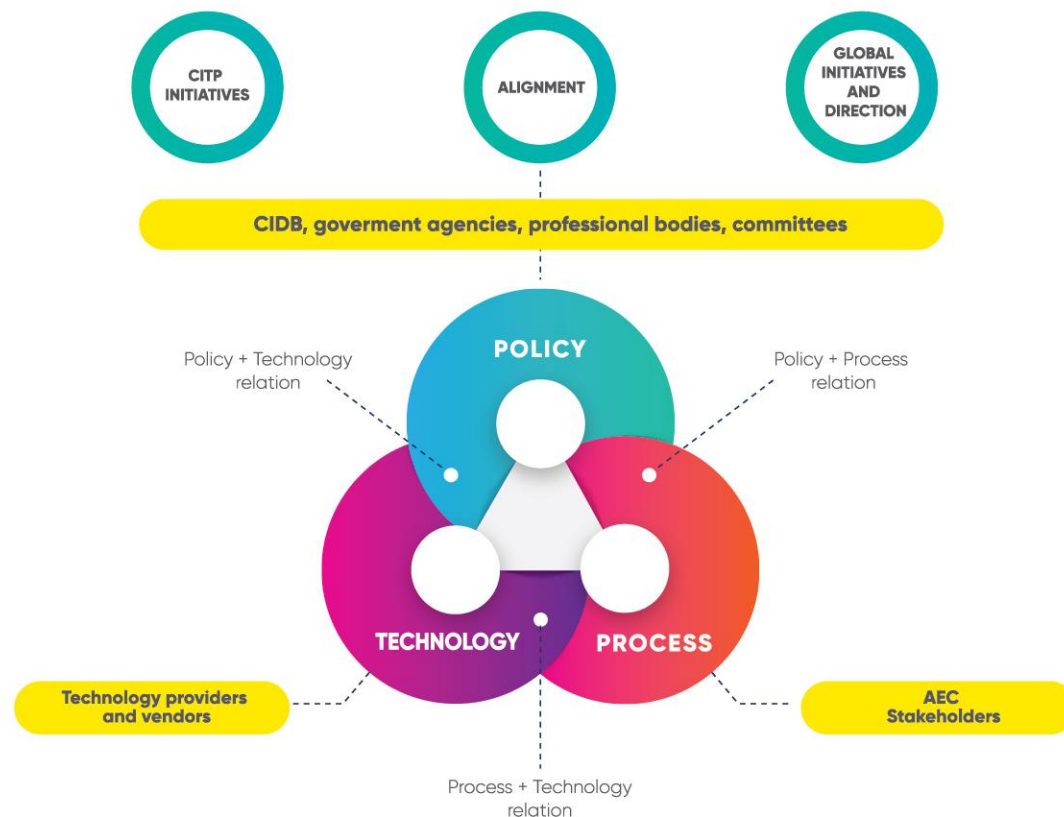 CITP
INITIATIVES
ALIGNMENT
GLOBAL
INITIATIVES
AND
DIRECTION
CIDB, goverment agencies, professional bodies, committees
POLICY
Policy + Technology
relation
Policy + Process
relation
TECHNOLOGY
PROCESS
Technology providers
and vendors
AEC
Stakeholders
Process + Technology
relation